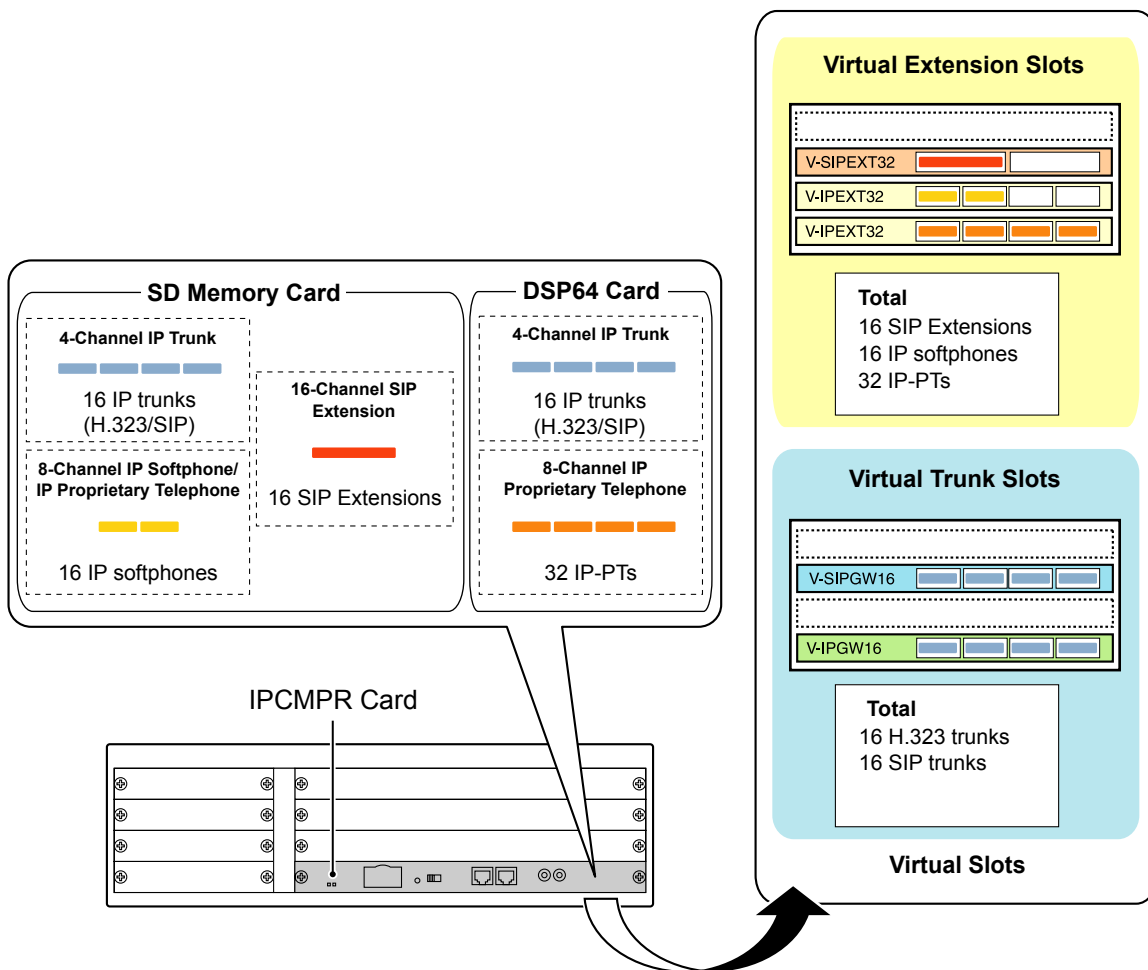 SD Memory Card
4-Channel IP Trunk
16 IP trunks
(H.323/SIP)
8-Channel IP Softphone/
IP Proprietary Telephone
16 IP softphones
16-Channel SIP
Extension
16 SIP Extensions
DSP64 Card
4-Channel IP Trunk
16 IP trunks
(H.323/SIP)
8-Channel IP
Proprietary Telephone
32 IP-PTs
IPCMPR Card
Virtual Extension Slots
V-SIPEXT32
V-IPEXT32
V-IPEXT32
Total
16 SIP Extensions
16 IP softphones
32 IP-PTs
Virtual Trunk Slots
V-SIPGW16
V-IPGW16
Total
16 H.323 trunks
16 SIP trunks
Virtual Slots